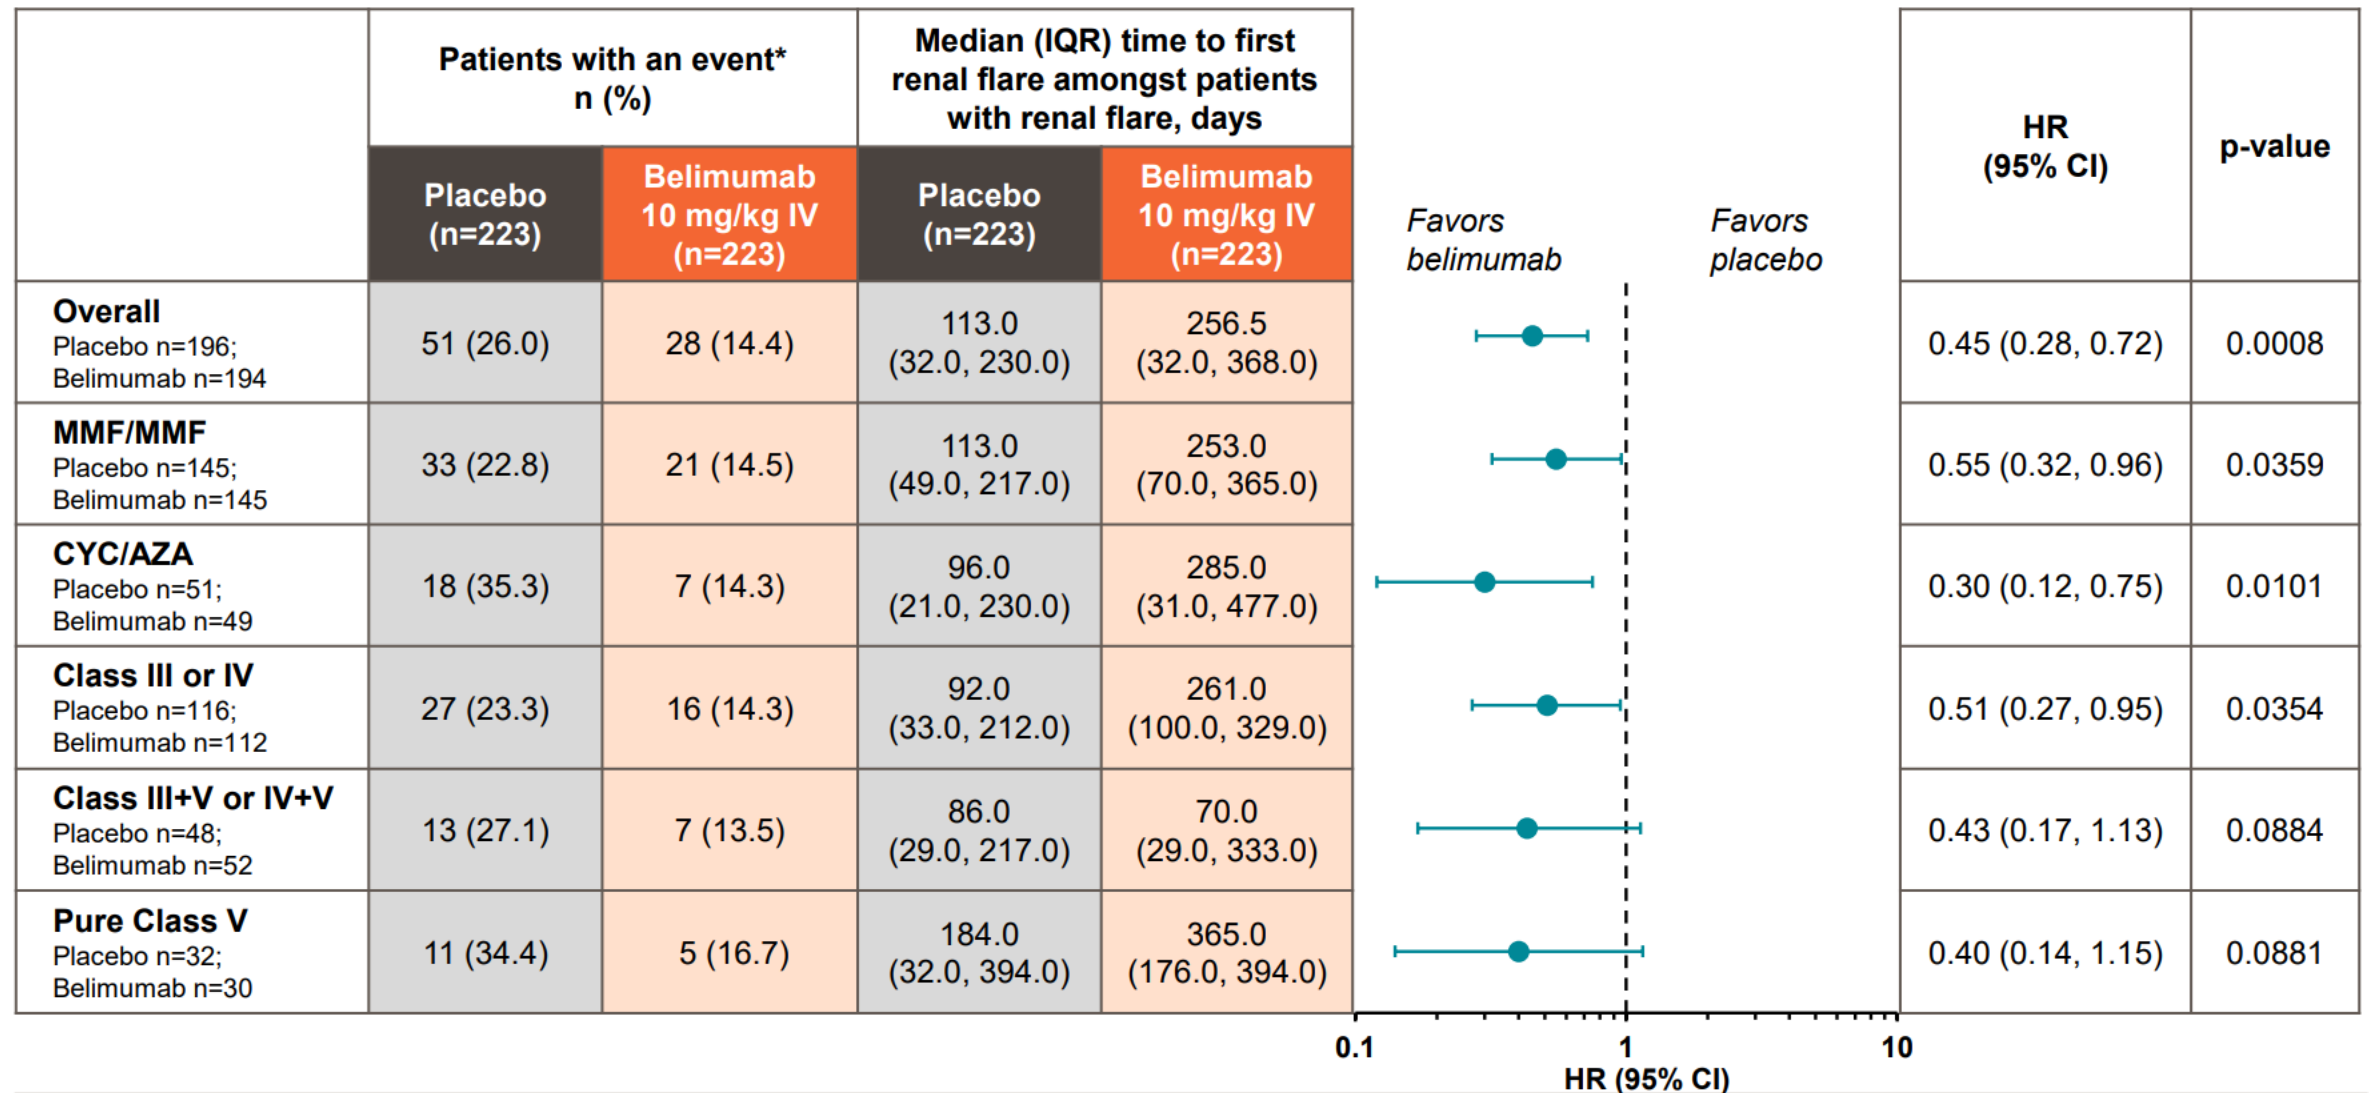 Patients with an event*
n (%)
Median (IQR) time to first
renal flare amongst patients
with renal flare, days
HR
(95% CI)
p-value
Placebo
(n=223)
Belimumab
10 mg/kg IV
(n=223)
Placebo
(n=223)
Belimumab
10 mg/kg IV
(n=223)
Favors
belimumab
Favors
placebo
Overall
Placebo n=196;
Belimumab n=194
51 (26.0)
28 (14.4)
113.0
(32.0, 230.0)
256.5
(32.0, 368.0)
0.45 (0.28, 0.72)
0.0008
MMF/MMF
Placebo n=145;
Belimumab n=145
33 (22.8)
21 (14.5)
113.0
(49.0, 217.0)
253.0
(70.0, 365.0)
0.55 (0.32, 0.96)
0.0359
CYC/AZA
Placebo n=51;
Belimumab n=49
18 (35.3)
7 (14.3)
96.0
(21.0, 230.0)
285.0
(31.0, 477.0)
0.30 (0.12, 0.75)
0.0101
Class III or IV
Placebo n=116;
Belimumab n=112
27 (23.3)
16 (14.3)
92.0
(33.0, 212.0)
261.0
(100.0, 329.0)
0.51 (0.27, 0.95)
0.0354
Class III+V or IV+V
Placebo n=48;
Belimumab n=52
13 (27.1)
7 (13.5)
86.0
(29.0, 217.0)
70.0
(29.0, 333.0)
0.43 (0.17, 1.13)
0.0884
Pure Class V
Placebo n=32;
Belimumab n=30
11 (34.4)
5 (16.7)
184.0
(32.0, 394.0)
365.0
(176.0, 394.0)
0.40 (0.14, 1.15)
0.0881
0.1
1
10
HR (95% CI)